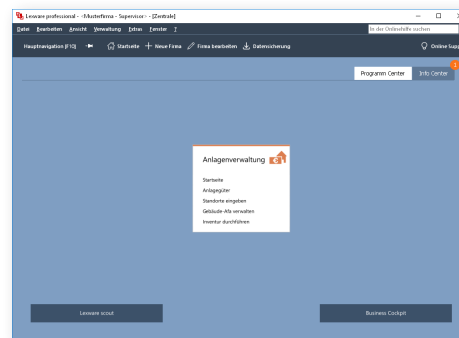 Lexware professional - <Musterfirma - Supervisor> - [Zentrale]
Datei Bearbeiten Ansicht Verwaltung Extras Fenster ?
In der Onlinehilfe suchen
Hauptnavigation [F10] Startseite Neue Firma Firma bearbeiten Datensicherung Online Supp
1
Programm Center Info Center
Anlagenverwaltung
Startseite
Anlagegüter
Standorte eingeben
Gebäude-Afa verwalten
Inventur durchführen
Lexware scout Business Cockpit